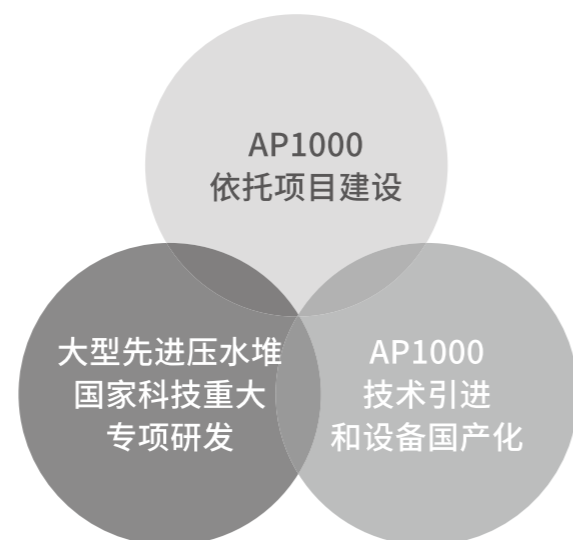 AP1000
依托项目建设
大型先进压水堆
国家科技重大
专项研发
AP1000
技术引进
和设备国产化